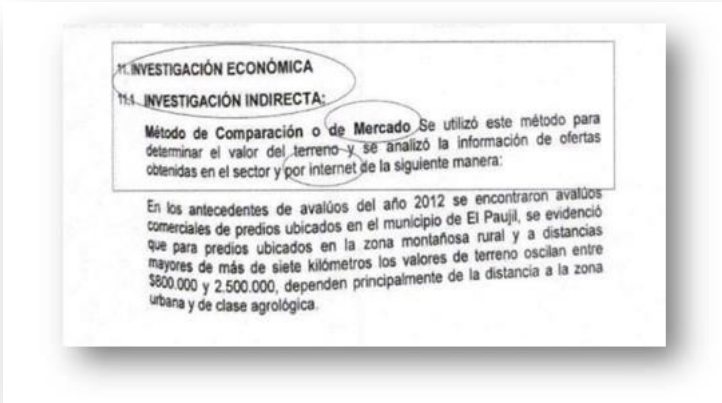 11. INVESTIGACIÓN ECONÓMICA
11.1. INVESTIGACIÓN INDIRECTA:
Método de Comparación o de Mercado Se utilizó este método para
determinar el valor del terreno y se analizó la información de ofertas
obtenidas en el sector y por internet de la siguiente manera:
En los antecedentes de avalúos del año 2012 se encontraron avalúos
comerciales de predios ubicados en el municipio de El Paujil, se evidenció
que para predios ubicados en la zona montañosa rural y a distancias
mayores de más de siete kilómetros los valores de terreno oscilan entre
$800.000 y 2.500.000, dependen principalmente de la distancia a la zona
urbana y de clase agrológica.